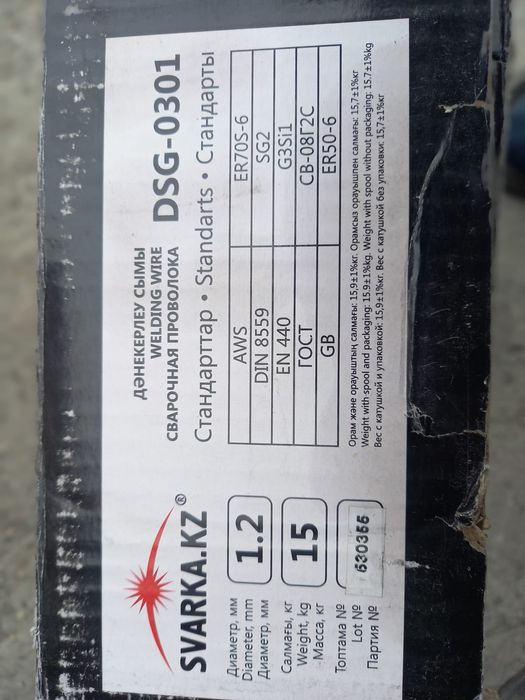 SVARKA.KZ®
ДӘНЕКЕРЛЕУ СЫМЫ
WELDING WIRE
СВАРОЧНАЯ ПРОВОЛОКА
DSG-0301
Стандарттар • Standarts • Стандарты
AWS ER70S-6
DIN 8559 SG2
EN 440 G3Si1
ГОСТ СВ-08Г2С
GB ER50-6
Диаметр, мм
Diameter, mm
Диаметр, мм
1.2
Салмағы, кг
Weight, kg
Масса, кг
15
Топтама №
Lot №
Партия №
630356
Орам және орауыштың салмағы: 15,9±1%кг. Орамсыз орауышпен салмағы: 15,7±1%кг
Weight with spool and packaging: 15.9±1%kg. Weight with spool without packaging: 15.7±1%kg
Вес с катушкой и упаковкой: 15,9±1%кг. Вес с катушкой без упаковки: 15,7±1%кг